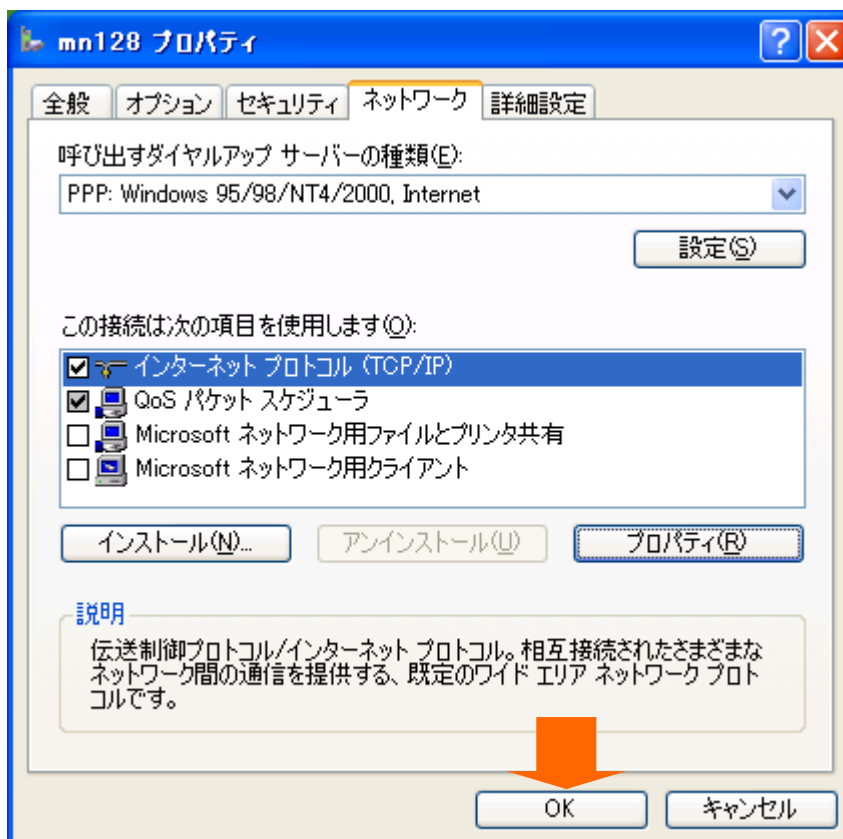 mn128 プロパティ
全般 オプション セキュリティ ネットワーク 詳細設定
呼び出すダイヤルアップ サーバーの種類(E):
PPP: Windows 95/98/NT4/2000, Internet
設定(S)
この接続は次の項目を使用します(O):
インターネット プロトコル (TCP/IP)
QoS パケット スケジューラ
Microsoft ネットワーク用ファイルとプリンタ共有
Microsoft ネットワーク用クライアント
インストール(N)... アンインストール(U) プロパティ(R)
説明
伝送制御プロトコル/インターネット プロトコル。相互接続されたさまざまな
ネットワーク間の通信を提供する、既定のワイド エリア ネットワーク プロト
コルです。
OK キャンセル